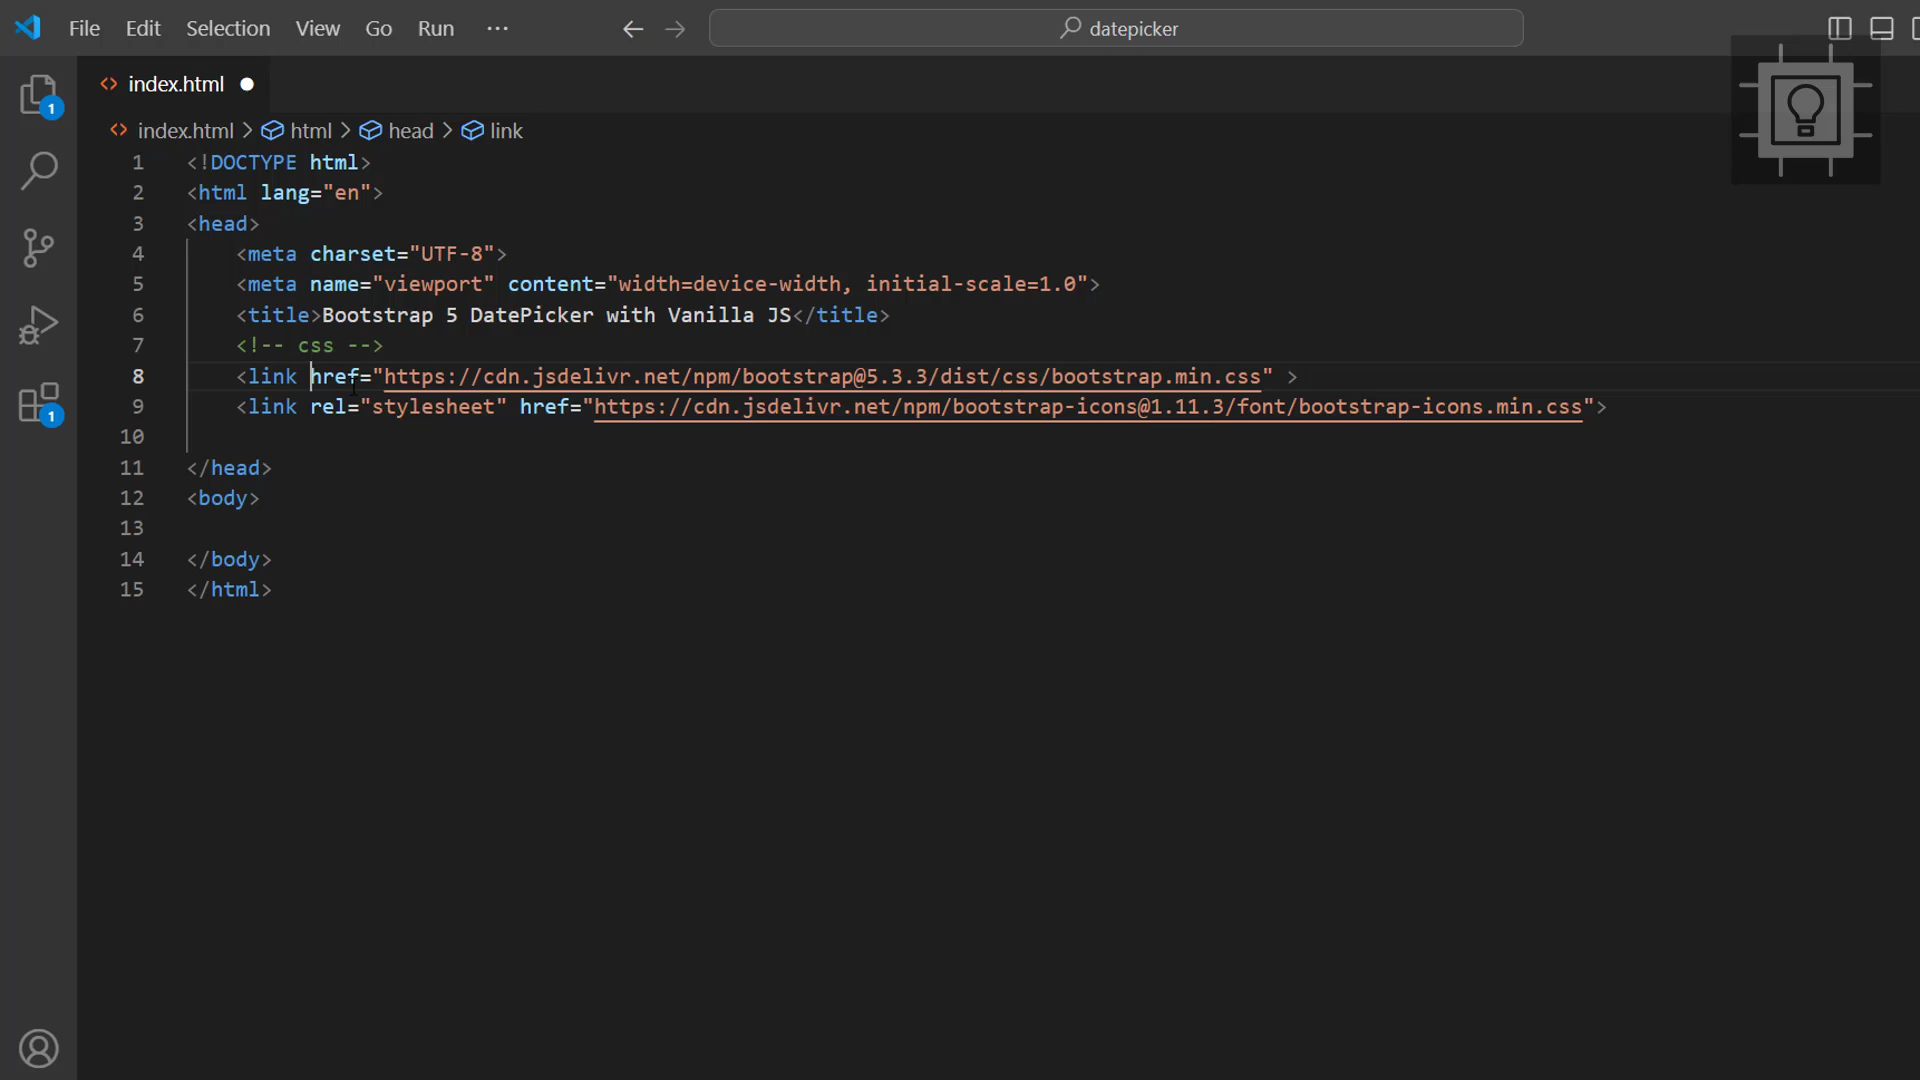 File Edit Selection View Go Run ... datepicker
index.html
index.html > html > head > link
1 <!DOCTYPE html>
2 <html lang="en">
3 <head>
4 <meta charset="UTF-8">
5 <meta name="viewport" content="width=device-width, initial-scale=1.0">
6 <title>Bootstrap 5 DatePicker with Vanilla JS</title>
7 <!-- css -->
8 <link href="https://cdn.jsdelivr.net/npm/bootstrap@5.3.3/dist/css/bootstrap.min.css" >
9 <link rel="stylesheet" href="https://cdn.jsdelivr.net/npm/bootstrap-icons@1.11.3/font/bootstrap-icons.min.css">
10
11 </head>
12 <body>
13
14 </body>
15 </html>
1
1